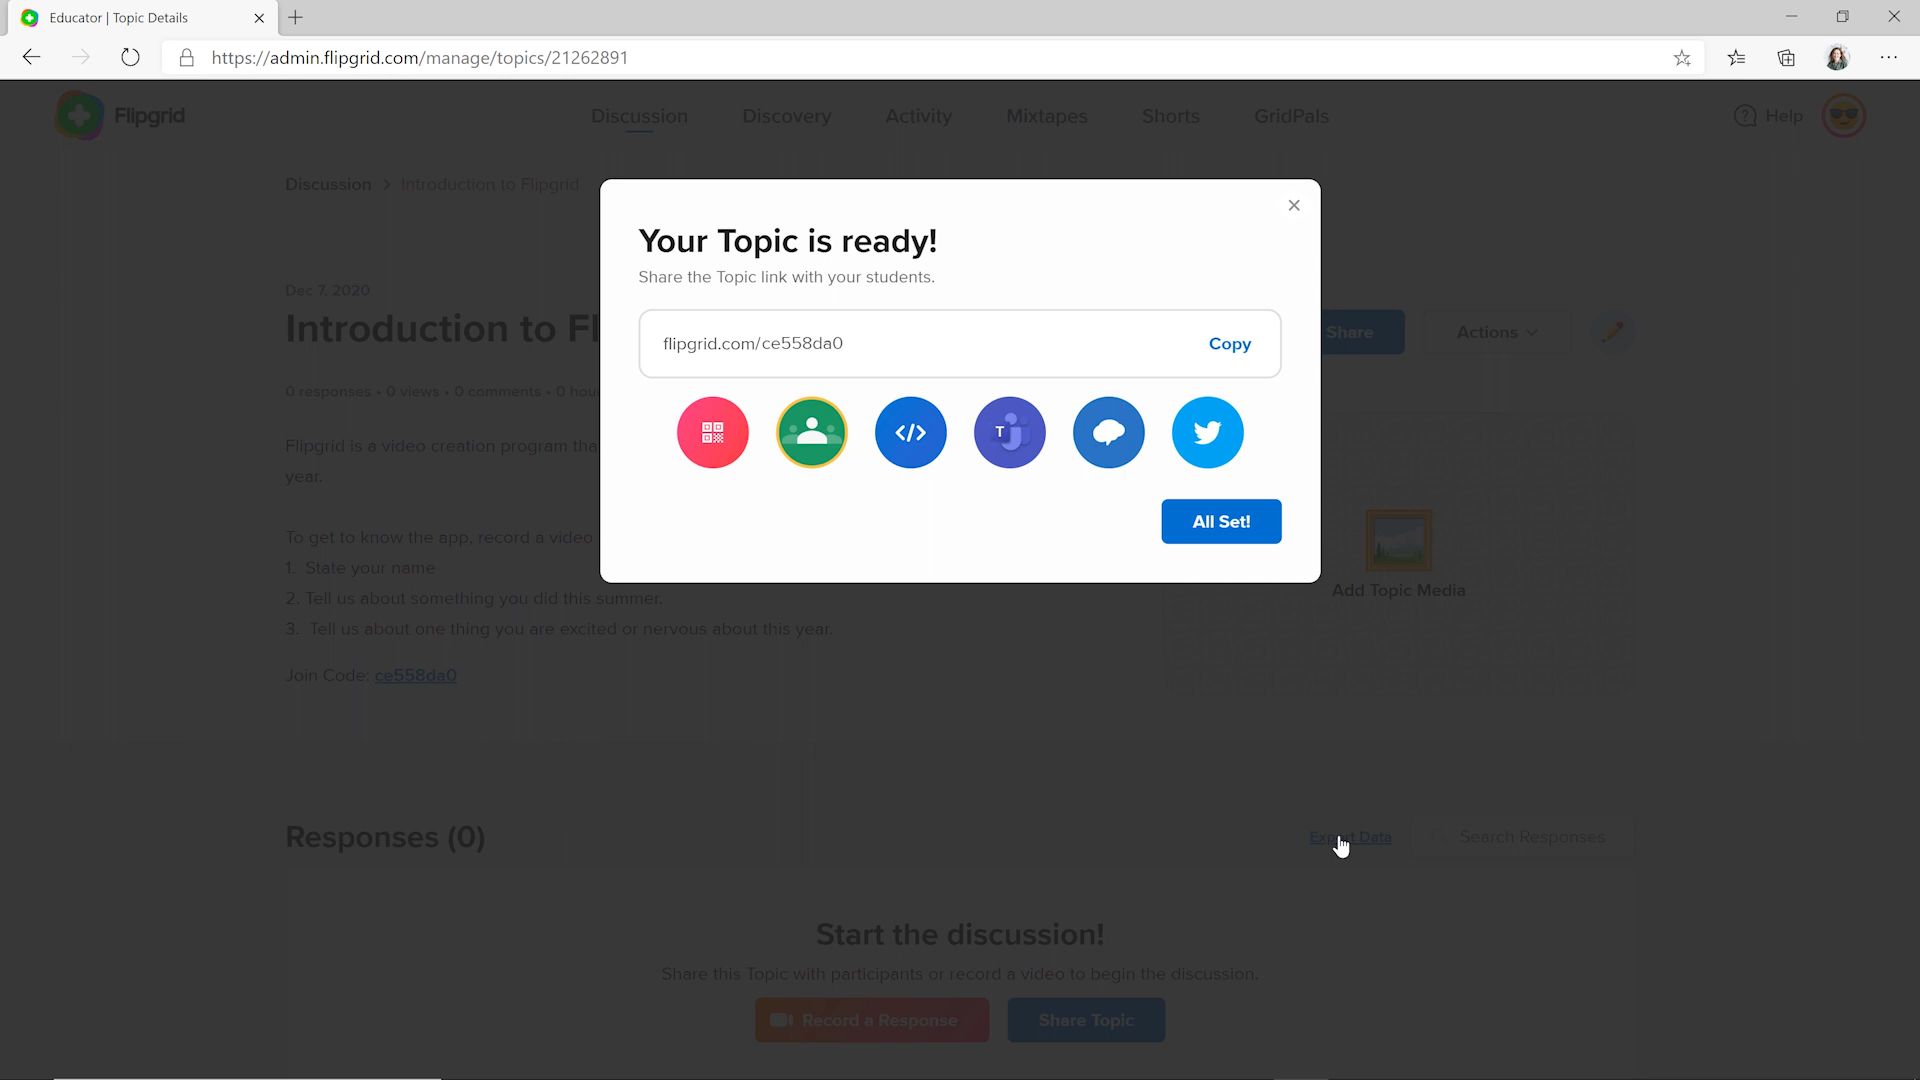 Educator | Topic Details
https://admin.flipgrid.com/manage/topics/21262891
Flipgrid
Discussion
Discovery
Activity
Mixtapes
Shorts
GridPals
Help
Discussion > Introduction to Flipgrid
Your Topic is ready!
Share the Topic link with your students.
flipgrid.com/ce558da0
Copy
T
All Set!
Dec 7, 2020
Introduction to Fl
Share
Actions
0 responses • 0 views • 0 comments • 0 hou
Flipgrid is a video creation program tha
year.
To get to know the app, record a video
1. State your name
2. Tell us about something you did this summer.
3. Tell us about one thing you are excited or nervous about this year.
Join Code: ce558da0
Add Topic Media
Responses (0)
Export Data
Search Responses
Start the discussion!
Share this Topic with participants or record a video to begin the discussion.
Record a Response
Share Topic